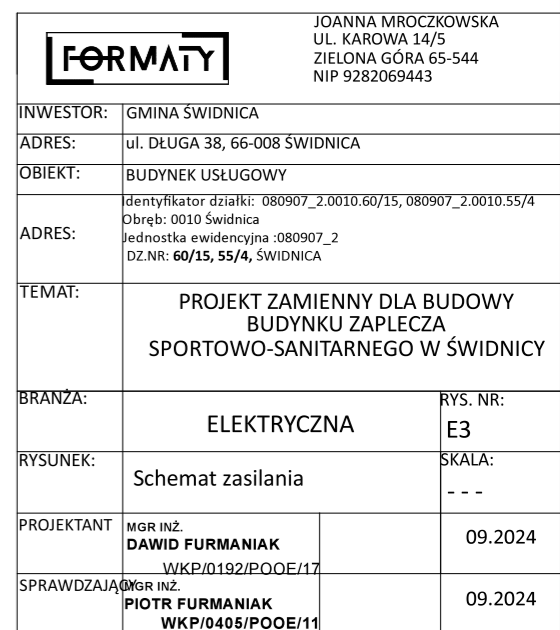 FORMATY
JOANNA MROCZKOWSKA
UL. KAROWA 14/5
ZIELONA GÓRA 65-544
NIP 9282069443
INWESTOR: GMINA ŚWIDNICA
ADRES: ul. DŁUGA 38, 66-008 ŚWIDNICA
OBIEKT: BUDYNEK USŁUGOWY
ADRES:
Identyfikator działki: 080907_2.0010.60/15, 080907_2.0010.55/4
Obręb: 0010 Świdnica
Jednostka ewidencyjna :080907_2
DZ.NR: 60/15, 55/4, ŚWIDNICA
TEMAT:
PROJEKT ZAMIENNY DLA BUDOWY
BUDYNKU ZAPLECZA
SPORTOWO-SANITARNEGO W ŚWIDNICY
BRANŻA:
ELEKTRYCZNA
RYS. NR:
E3
RYSUNEK:
Schemat zasilania
SKALA:
- - -
PROJEKTANT
MGR INŻ.
DAWID FURMANIAK
WKP/0192/POOE/17
09.2024
SPRAWDZAJĄCY
MGR INŻ.
PIOTR FURMANIAK
WKP/0405/POOE/11
09.2024